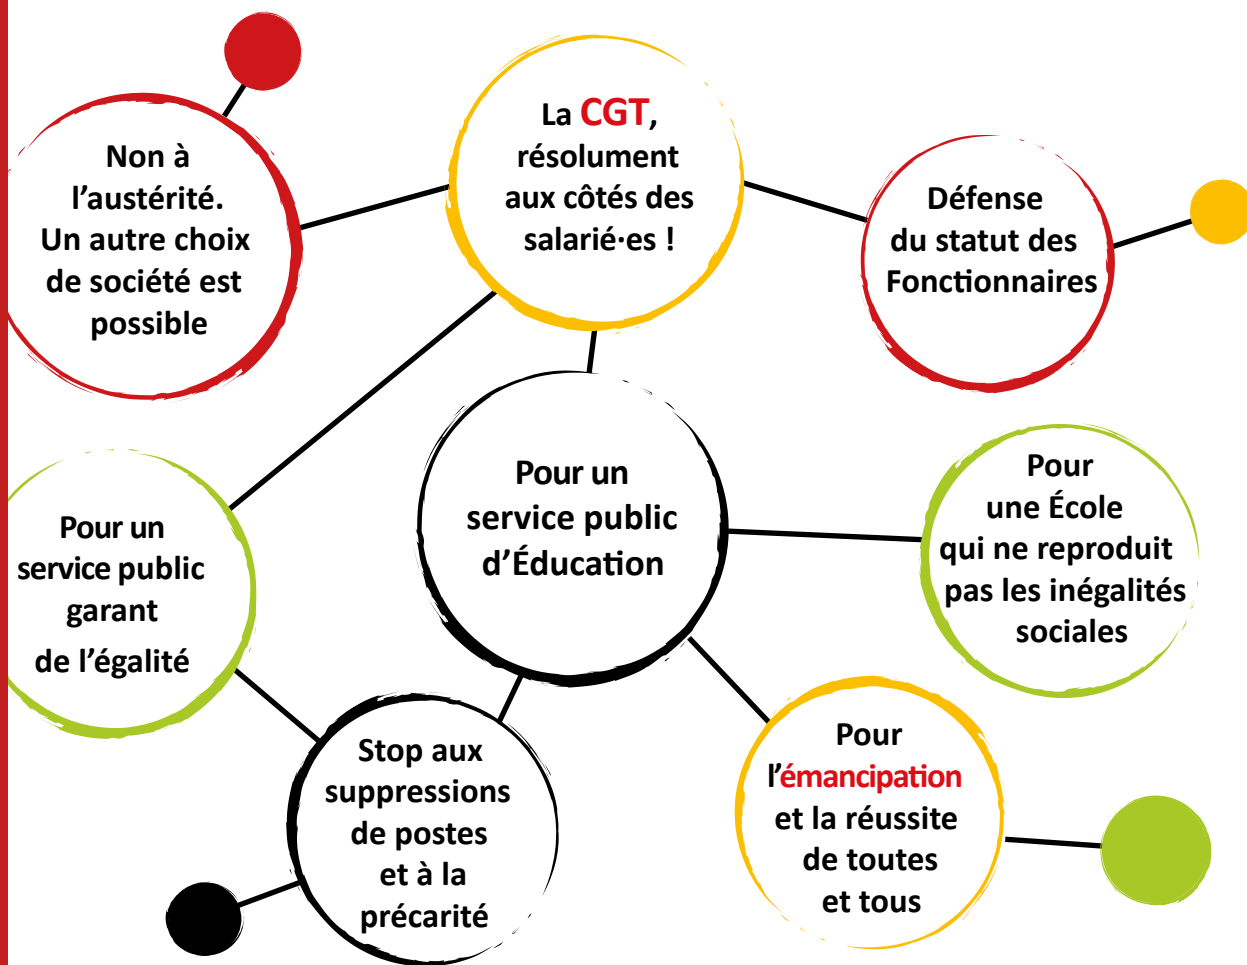 Non à
l'austérité.
Un autre choix
de société est
possible
La CGT,
résolument
aux côtés des
salarié·es !
Défense
du statut des
Fonctionnaires
Pour un
service public
d'Éducation
Pour
une École
qui ne reproduit
pas les inégalités
sociales
Pour un
service public
garant
de l'égalité
Stop aux
suppressions
de postes
et à la
précarité
Pour
l'émancipation
et la réussite
de toutes
et tous